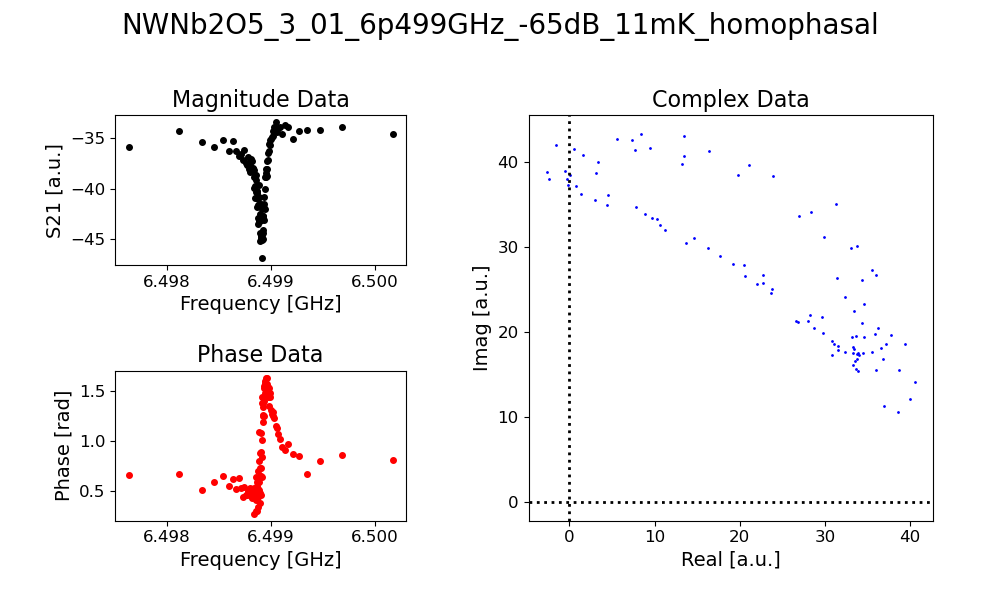 NWNb2O5_3_01_6p499GHz_-65dB_11mK_homophasal
Magnitude Data
S21 [a.u.]
−35
−40
−45
6.498 6.499 6.500
Frequency [GHz]
Phase Data
Phase [rad]
1.5
1.0
0.5
6.498 6.499 6.500
Frequency [GHz]
Complex Data
Imag [a.u.]
40
30
20
10
0
0 10 20 30 40
Real [a.u.]